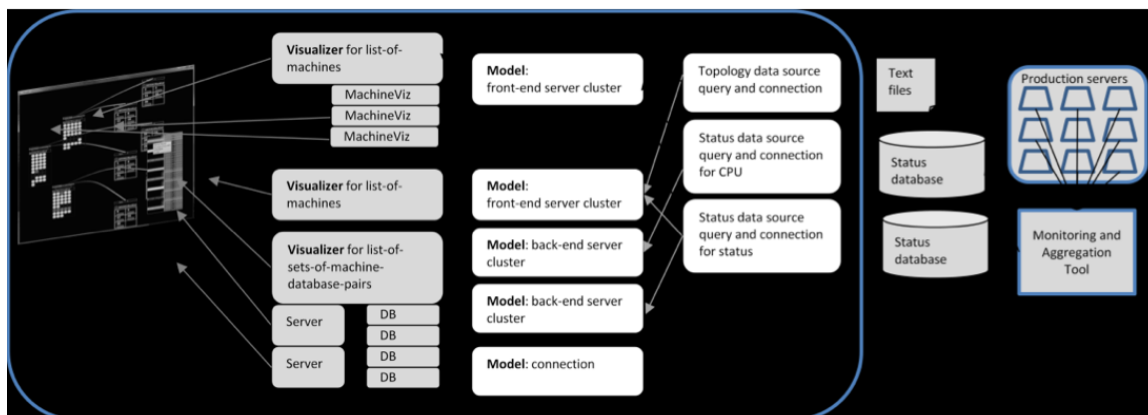 Visualizer for list-of-
machines
MachineViz
MachineViz
MachineViz
Visualizer for list-of-
machines
Visualizer for list-of-
sets-of-machine-
database-pairs
Server
DB
DB
Server
DB
DB
Model:
front-end server cluster
Model:
front-end server cluster
Model: back-end server
cluster
Model: back-end server
cluster
Model: connection
Topology data source
query and connection
Status data source
query and connection
for CPU
Status data source
query and connection
for status
Text
files
Status
database
Status
database
Production servers
Monitoring and
Aggregation
Tool